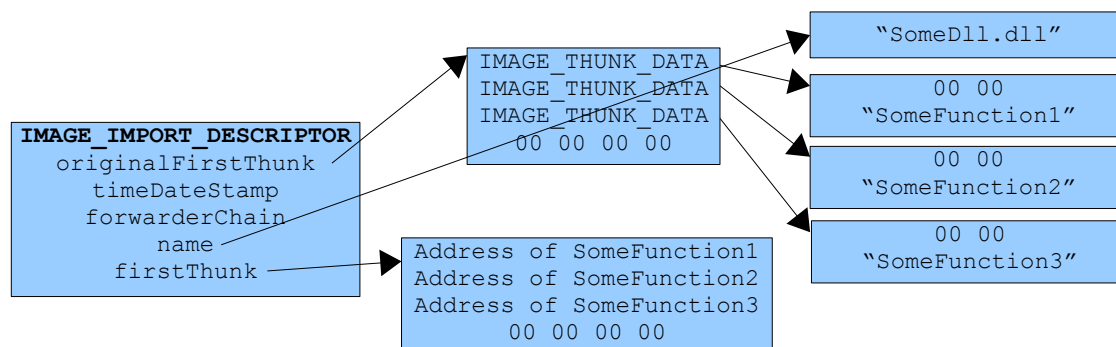 IMAGE_IMPORT_DESCRIPTOR
originalFirstThunk
timeDateStamp
forwarderChain
name
firstThunk
IMAGE_THUNK_DATA
IMAGE_THUNK_DATA
IMAGE_THUNK_DATA
00 00 00 00
Address of SomeFunction1
Address of SomeFunction2
Address of SomeFunction3
00 00 00 00
“SomeDll.dll”
00 00
“SomeFunction1”
00 00
“SomeFunction2”
00 00
“SomeFunction3”